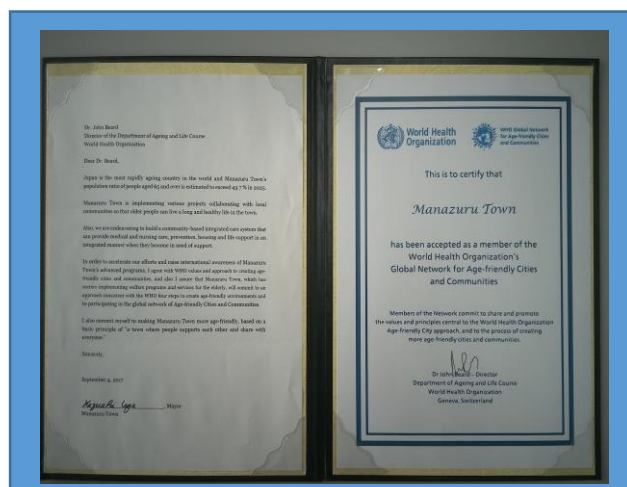 Dr. John Beard
Director of the Department of Ageing and Life Course
World Health Organization
Dear Dr. Beard,
Japan is the most rapidly ageing country in the world and Manazuru Town's
population ratio of people aged 65 and over is estimated to exceed 43.7 % in 2025.
Manazuru Town is implementing various projects collaborating with local
communities so that older people can live a long and healthy life in the town.
Also, we are endeavoring to build a community-based integrated care system that
can provide medical and nursing care, prevention, housing and life support in an
integrated manner when they become in need of support.
In order to accelerate our efforts and raise international awareness of Manazuru
Town's advanced programs, I agree with WHO values and approach to creating age-
friendly cities and communities, and also I assure that Manazuru Town, which has
been implementing welfare programs and services for the elderly, will commit to an
approach consistent with the WHO four steps to create age-friendly environments and
to participating in the global network of Age-friendly Cities and Communities.
I also commit myself to making Manazuru Town more age-friendly, based on a
basic principle of "a town where people supports each other and share with
everyone."
Sincerely,
September 4, 2017
, Mayor
Manazuru Town
World Health
Organization
WHO Global Network
for Age-friendly Cities
and Communities
This is to certify that
Manazuru Town
has been accepted as a member of the
World Health Organization's
Global Network for Age-friendly Cities
and Communities
Members of the Network commit to share and promote
the values and principles central to the World Health Organization
Age-friendly City approach, and to the process of creating
more age-friendly cities and communities.
Dr John Beard - Director
Department of Ageing and Life Course
World Health Organization
Geneva, Switzerland